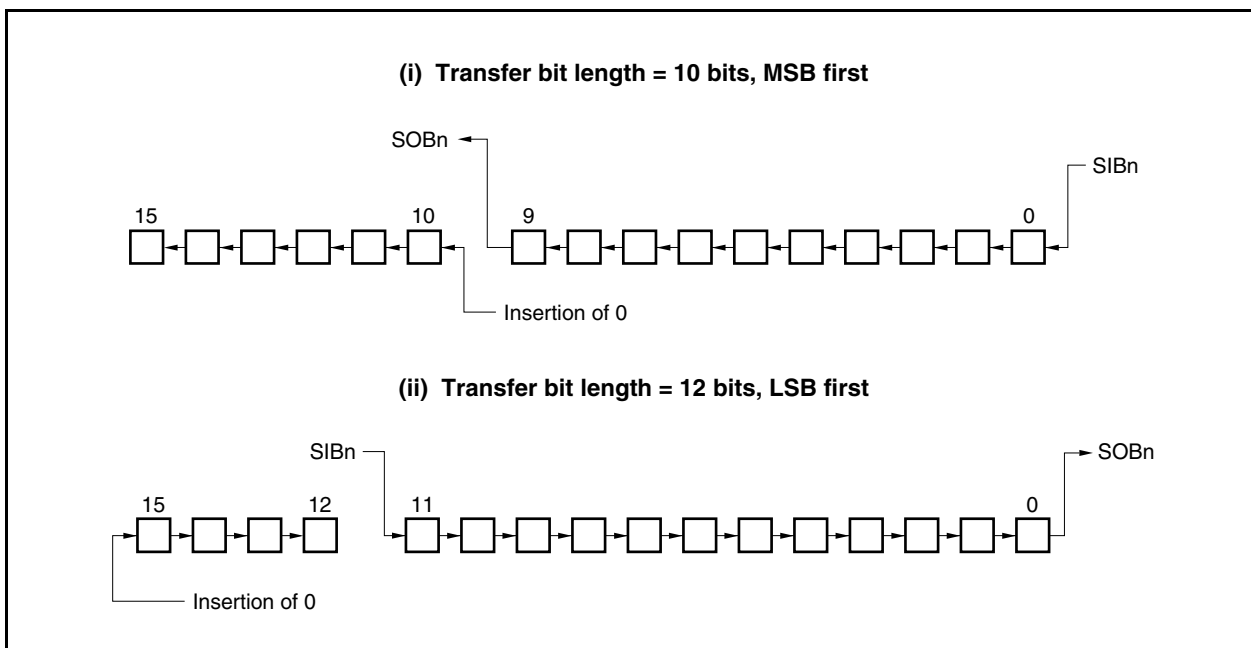 (i) Transfer bit length = 10 bits, MSB first
SOBn
SIBn
15
10
9
0
Insertion of 0
(ii) Transfer bit length = 12 bits, LSB first
SIBn
SOBn
15
12
11
0
Insertion of 0